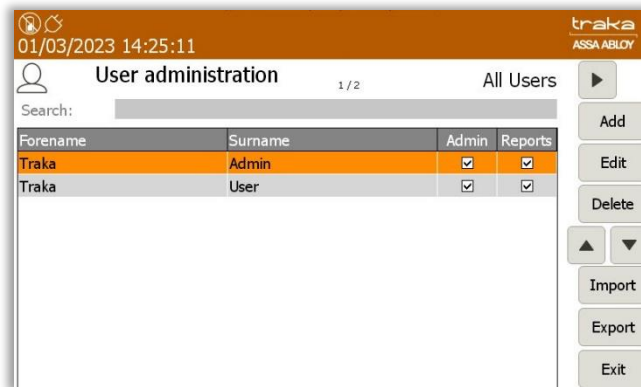 traka
01/03/2023 14:25:11
ASSA ABLOY
User administration 1 / 2 All Users
Search:
Add
Forename Surname Admin Reports
Traka Admin
Edit
Traka User
Delete
Import
Export
Exit